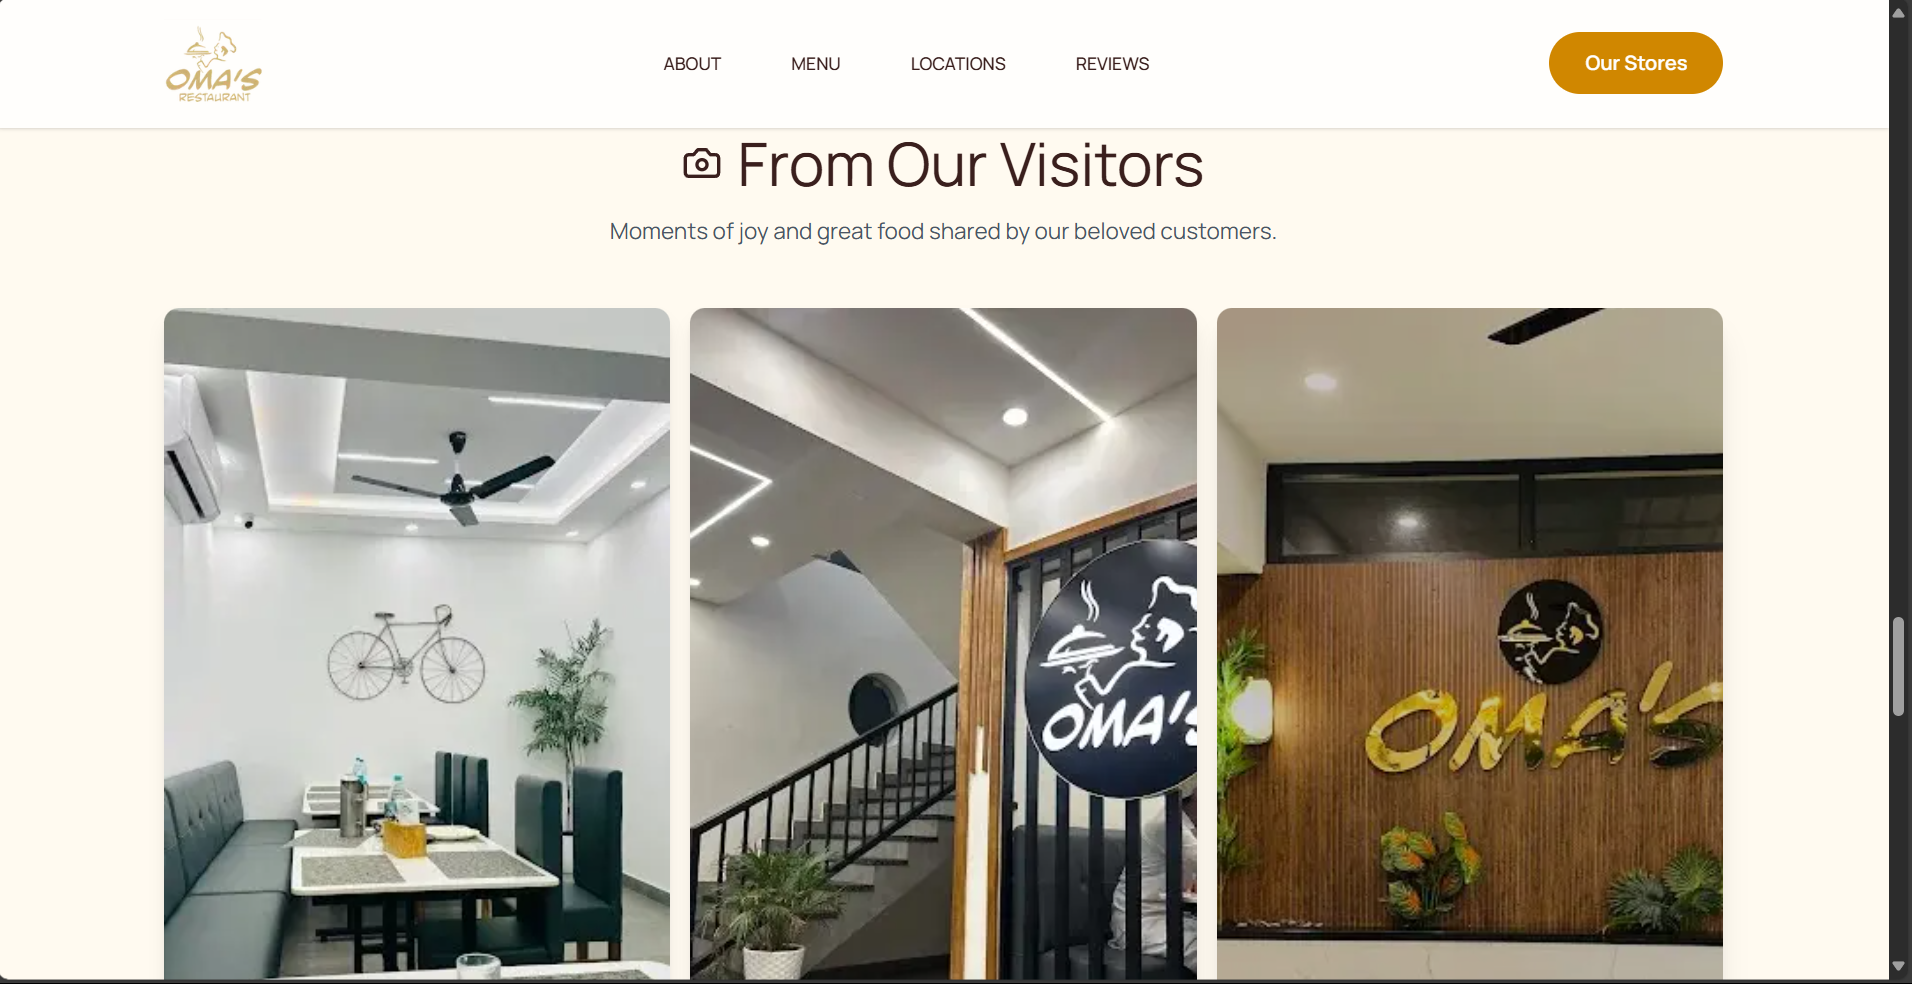 OMA'S
RESTAURANT
ABOUT
MENU
LOCATIONS
REVIEWS
Our Stores
From Our Visitors
Moments of joy and great food shared by our beloved customers.
OMA'S
OMA'S